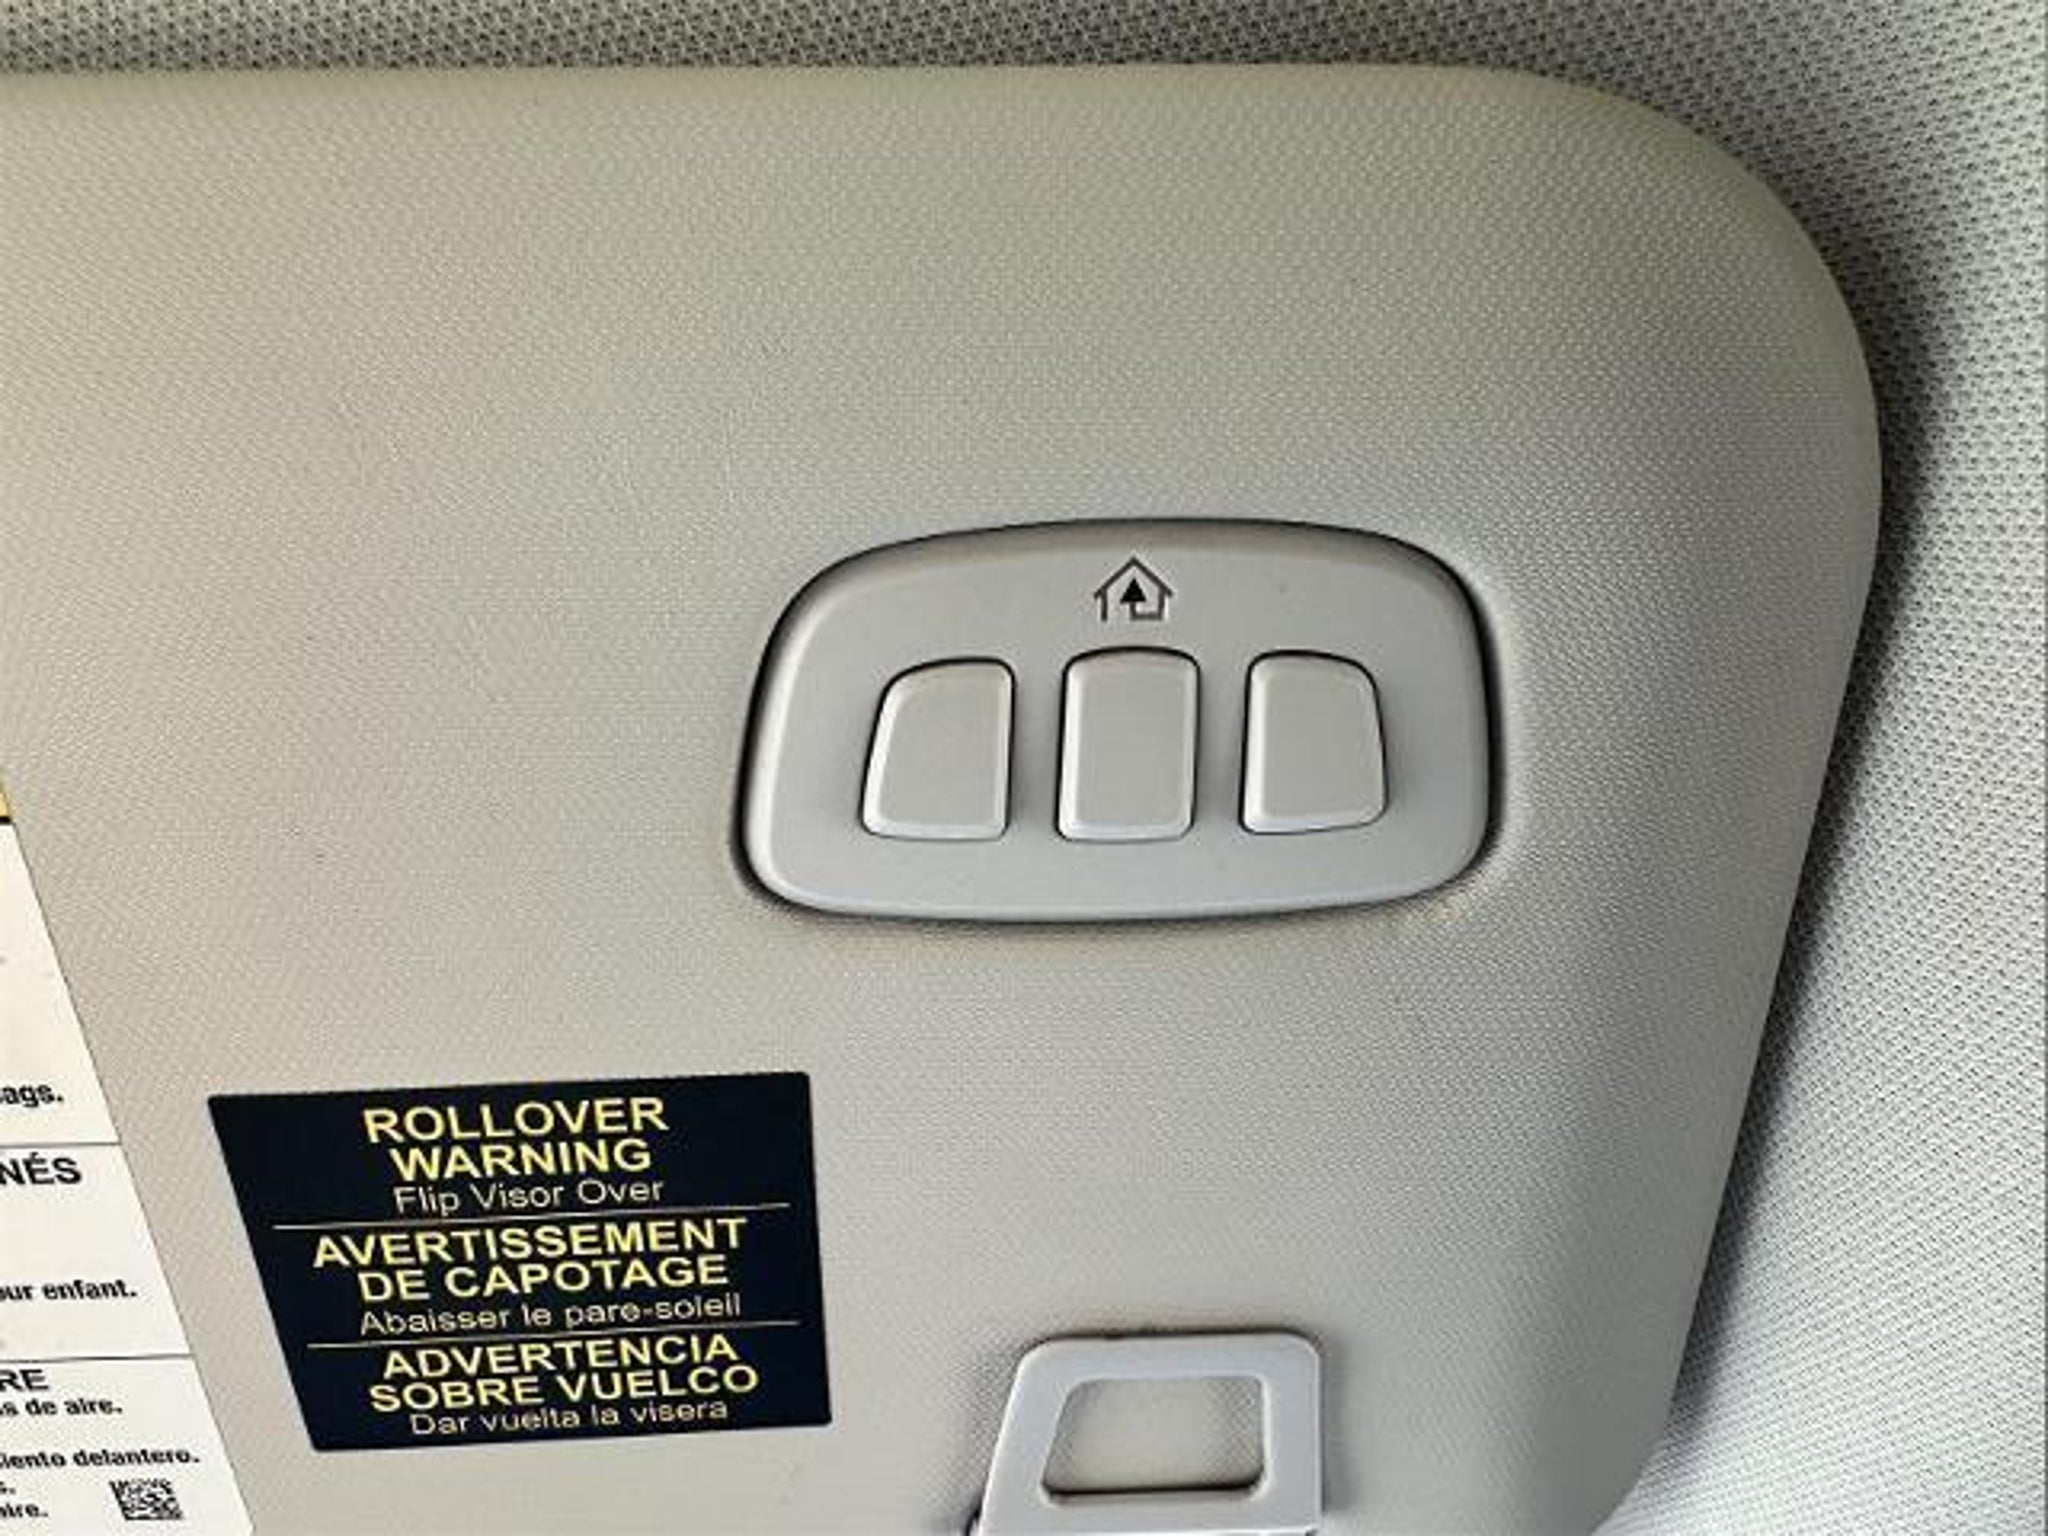 ROLLOVER
WARNING
Flip Visor Over
AVERTISSEMENT
DE CAPOTAGE
Abaisser le pare-soleil
ADVERTENCIA
SOBRE VUELCO
Dar vuelta la visera
ags.
NÉS
ur enfant.
RE
s de aire.
iento delantero.
s.
aire.